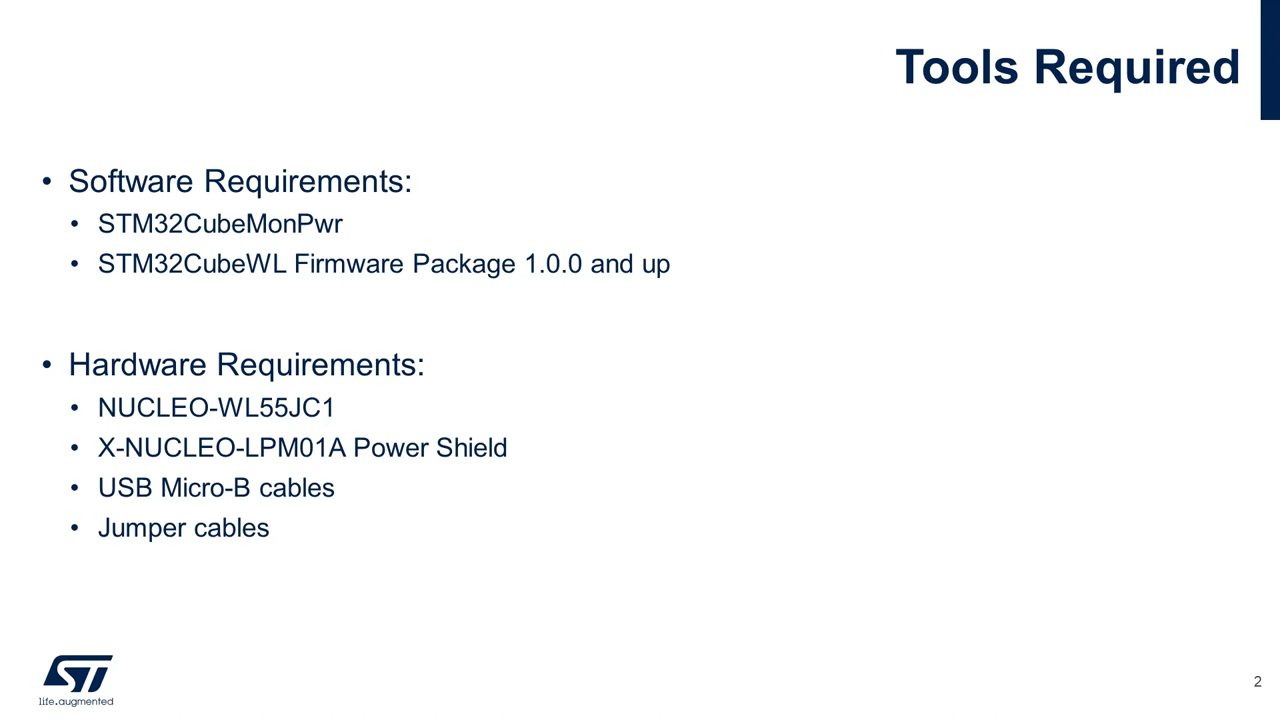 Tools Required
• Software Requirements:
• STM32CubeMonPwr
• STM32CubeWL Firmware Package 1.0.0 and up
• Hardware Requirements:
• NUCLEO-WL55JC1
• X-NUCLEO-LPM01A Power Shield
• USB Micro-B cables
• Jumper cables
ST
life.augmented
2